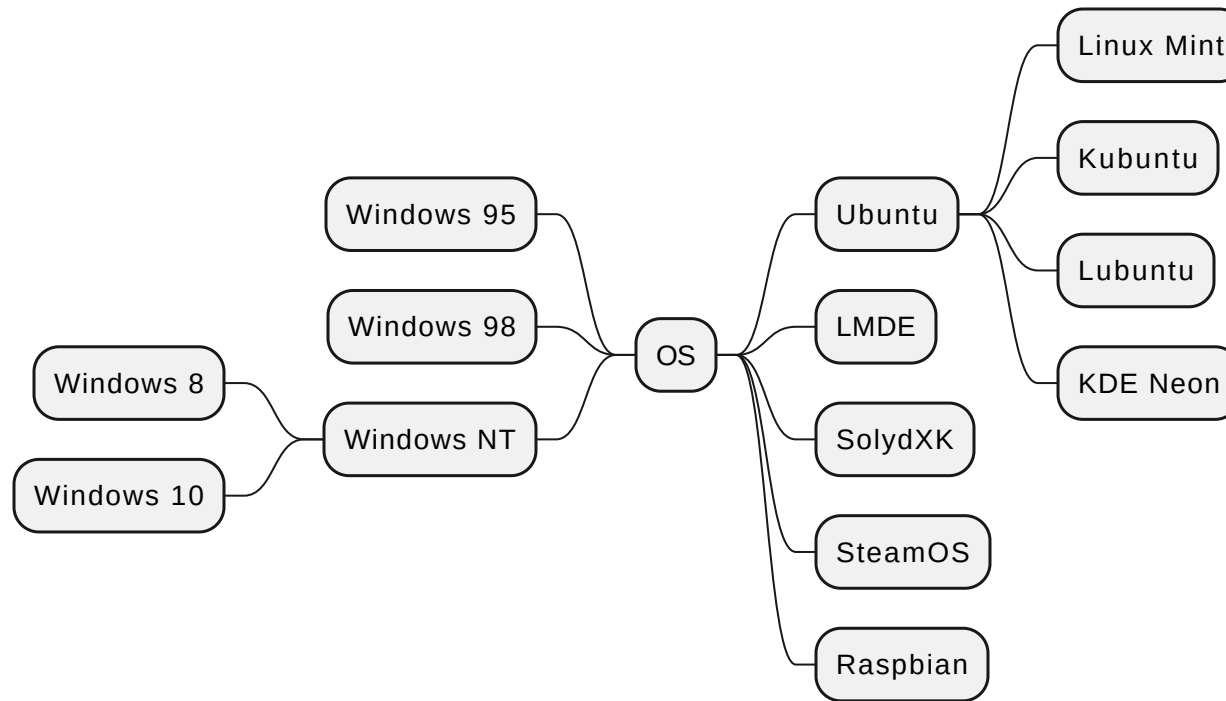 Linux Mint
Kubuntu
Windows 95
Ubuntu
Lubuntu
Windows 98
LMDE
OS
Windows 8
KDE Neon
Windows NT
SolydXK
Windows 10
SteamOS
Raspbian